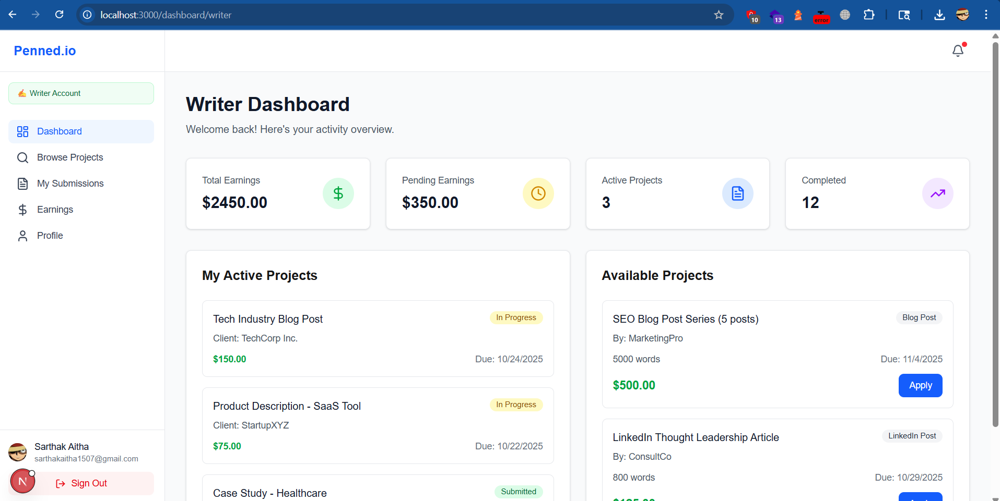 localhost:3000/dashboard/writer
10
13
error
Penned.io
✍️ Writer Account
Dashboard
Browse Projects
My Submissions
Earnings
Profile
Sarthak Aitha
sarthakaitha1507@gmail.com
N
Sign Out
Writer Dashboard
Welcome back! Here's your activity overview.
Total Earnings
$2450.00
Pending Earnings
$350.00
Active Projects
3
Completed
12
My Active Projects
Tech Industry Blog Post
In Progress
Client: TechCorp Inc.
$150.00
Due: 10/24/2025
Product Description - SaaS Tool
In Progress
Client: StartupXYZ
$75.00
Due: 10/22/2025
Case Study - Healthcare
Submitted
Available Projects
SEO Blog Post Series (5 posts)
Blog Post
By: MarketingPro
5000 words
Due: 11/4/2025
$500.00
Apply
LinkedIn Thought Leadership Article
LinkedIn Post
By: ConsultCo
800 words
Due: 10/29/2025